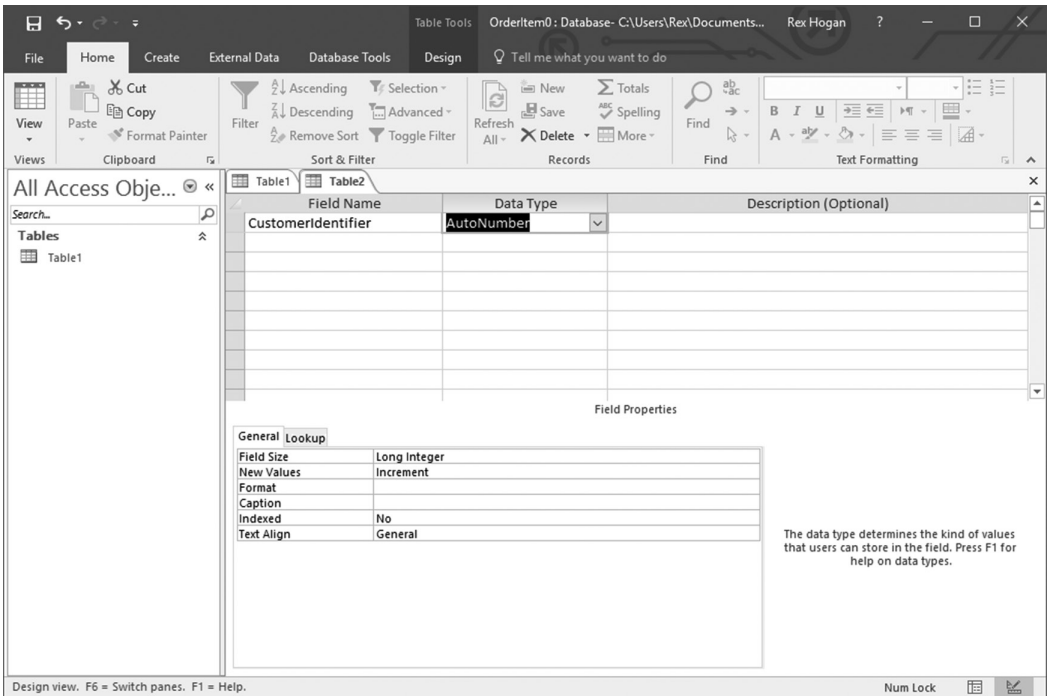 Table Tools OrderItem0 : Database- C:\Users\Rex\Documents... Rex Hogan ?
File Home Create External Data Database Tools Design Tell me what you want to do
View
Views
Paste
Cut
Copy
Format Painter
Clipboard
Filter
Ascending
Descending
Remove Sort
Selection
Advanced
Toggle Filter
Sort & Filter
Refresh
All
New
Save
Delete
Totals
Spelling
More
Records
Find
Find
B I U
A
Text Formatting
All Access Obje... «
Search...
Tables
Table1
Table1 Table2
Field Name Data Type Description (Optional)
CustomerIdentifier AutoNumber
Field Properties
General Lookup
Field Size Long Integer
New Values Increment
Format
Caption
Indexed No
Text Align General
The data type determines the kind of values
that users can store in the field. Press F1 for
help on data types.
Design view. F6 = Switch panes. F1 = Help. Num Lock